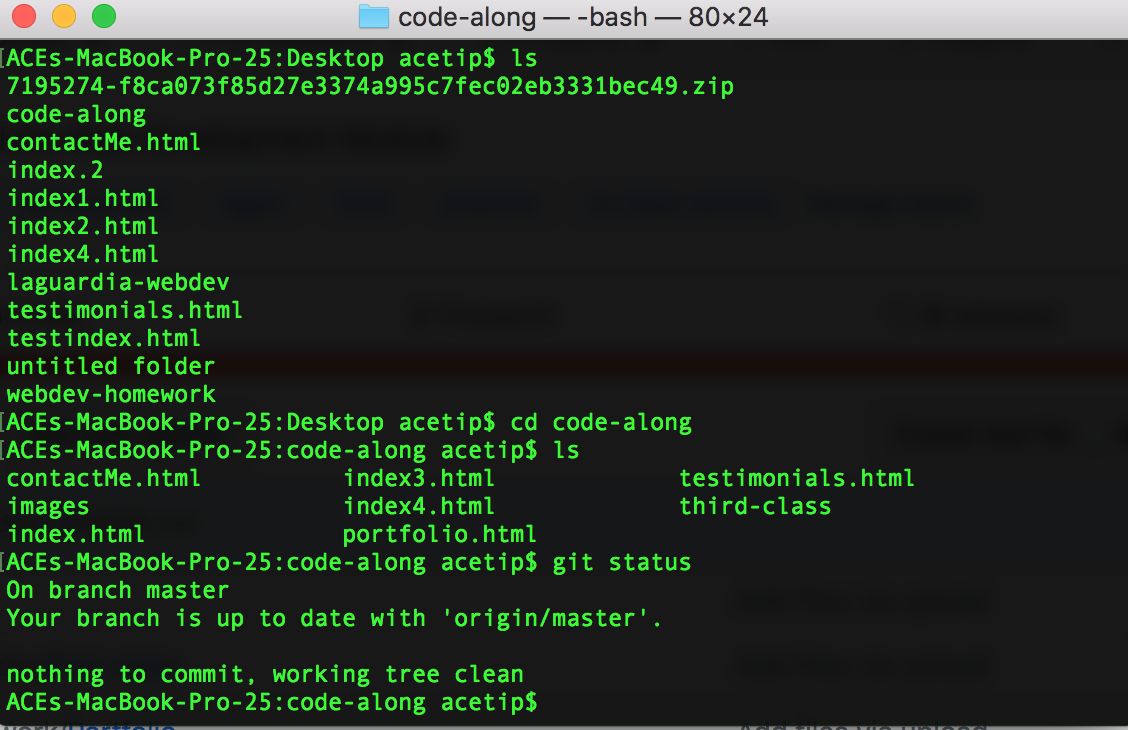 code-along — -bash — 80×24
[ACEs-MacBook-Pro-25:Desktop acetip$ ls
7195274-f8ca073f85d27e3374a995c7fec02eb3331bec49.zip
code-along
contactMe.html
index.2
index1.html
index2.html
index4.html
laguardia-webdev
testimonials.html
testindex.html
untitled folder
webdev-homework
[ACEs-MacBook-Pro-25:Desktop acetip$ cd code-along
[ACEs-MacBook-Pro-25:code-along acetip$ ls
contactMe.html index3.html testimonials.html
images index4.html third-class
index.html portfolio.html
[ACEs-MacBook-Pro-25:code-along acetip$ git status
On branch master
Your branch is up to date with 'origin/master'.
nothing to commit, working tree clean
ACEs-MacBook-Pro-25:code-along acetip$
Add files via upload